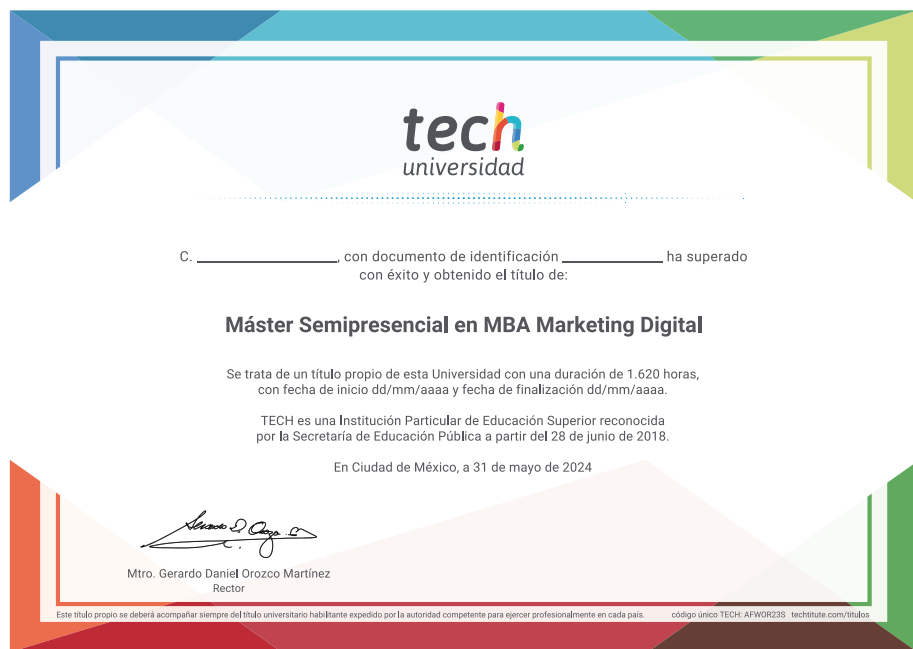 tech
universidad
C. ____________________, con documento de identificación ______________ ha superado
con éxito y obtenido el título de:
Máster Semipresencial en MBA Marketing Digital
Se trata de un título propio de esta Universidad con una duración de 1.620 horas,
con fecha de inicio dd/mm/aaaa y fecha de finalización dd/mm/aaaa.
TECH es una Institución Particular de Educación Superior reconocida
por la Secretaría de Educación Pública a partir del 28 de junio de 2018.
En Ciudad de México, a 31 de mayo de 2024
Mtro. Gerardo Daniel Orozco Martínez
Rector
Este título propio se deberá acompañar siempre del título universitario habilitante expedido por la autoridad competente para ejercer profesionalmente en cada país. código único TECH: AFWOR23S techtitute.com/titulos